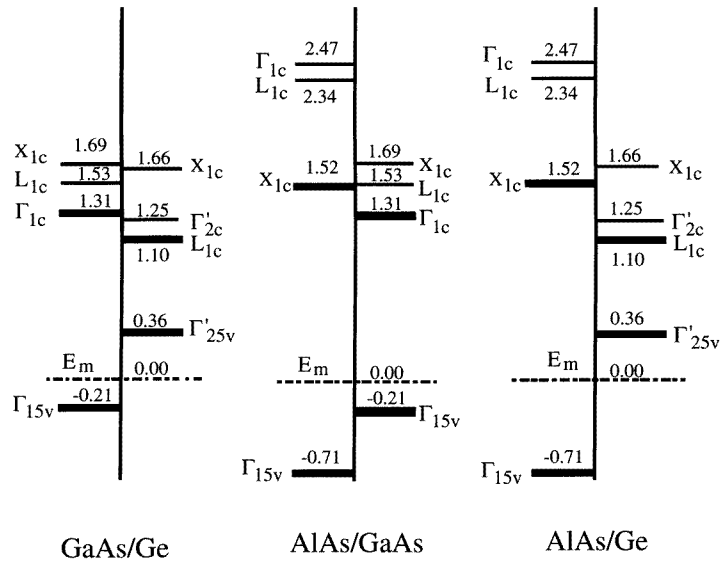 2.47
Γ1c
L1c
2.34
X1c 1.69
1.66 X1c
L1c 1.53
Γ1c 1.31
1.25 Γ'2c
L1c
1.10
0.36 Γ'25v
Em 0.00
Γ15v -0.21
GaAs/Ge
1.69 X1c
X1c 1.52
1.53 L1c
1.31 Γ1c
Em 0.00
-0.21 Γ15v
Γ15v -0.71
AlAs/GaAs
2.47
Γ1c
L1c
2.34
1.66 X1c
X1c 1.52
1.25 Γ'2c
L1c
1.10
0.36 Γ'25v
Em 0.00
Γ15v -0.71
AlAs/Ge